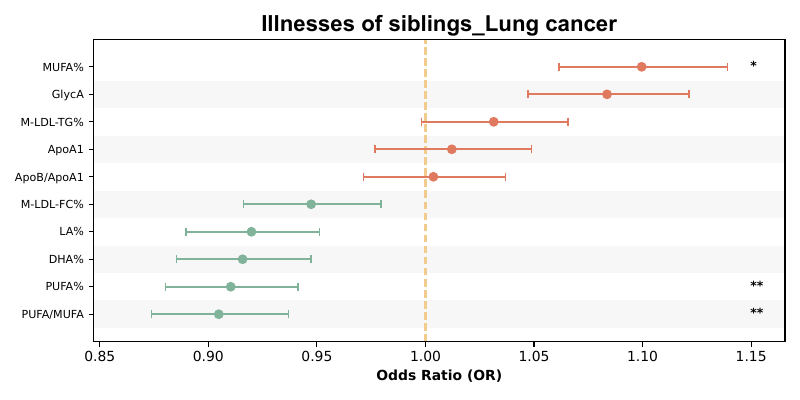 Illnesses of siblings_Lung cancer
MUFA% *
GlycA
M-LDL-TG%
ApoA1
ApoB/ApoA1
M-LDL-FC%
LA%
DHA%
PUFA% **
PUFA/MUFA **
0.85 0.90 0.95 1.00 1.05 1.10 1.15
Odds Ratio (OR)